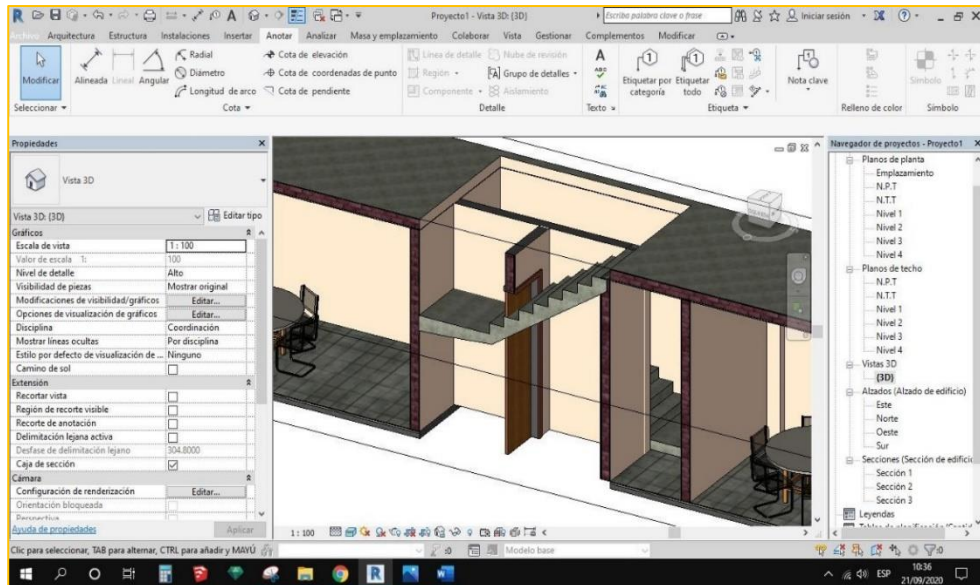 Proyecto1 - Vista 3D: {3D}
Escriba palabra clave o frase
Iniciar sesión
Archivo Arquitectura Estructura Instalaciones Insertar Anotar Analizar Masa y emplazamiento Colaborar Vista Gestionar Complementos Modificar
Modificar
Alineada Lineal Angular
Radial
Diámetro
Longitud de arco
Cota de elevación
Cota de coordenadas de punto
Cota de pendiente
Línea de detalle
Región
Componente
Nube de revisión
Grupo de detalles
Aislamiento
Etiquetar por categoría
Etiquetar todo
Nota clave
Símbolo
Seleccionar Cota Detalle Texto Etiqueta Relleno de color Símbolo
Propiedades
Vista 3D
Vista 3D: {3D} Editar tipo
Gráficos
Escala de vista 1 : 100
Valor de escala 1: 100
Nivel de detalle Alto
Visibilidad de piezas Mostrar original
Modificaciones de visibilidad/gráficos Editar...
Opciones de visualización de gráficos Editar...
Disciplina Coordinación
Mostrar líneas ocultas Por disciplina
Estilo por defecto de visualización de ... Ninguno
Camino de sol
Extensión
Recortar vista
Región de recorte visible
Recorte de anotación
Delimitación lejana activa
Desfase de delimitación lejano 304.8000
Caja de sección
Cámara
Configuración de renderización Editar...
Orientación bloqueada
Perspectiva
Ayuda de propiedades Aplicar
1 : 100
Navegador de proyectos - Proyecto1
Planos de planta
Emplazamiento
N.P.T
N.T.T
Nivel 1
Nivel 2
Nivel 3
Nivel 4
Planos de techo
N.P.T
N.T.T
Nivel 1
Nivel 2
Nivel 3
Nivel 4
Vistas 3D
{3D}
Alzados (Alzado de edificio)
Este
Norte
Oeste
Sur
Secciones (Sección de edificio
Sección 1
Sección 2
Sección 3
Leyendas
Clic para seleccionar, TAB para alternar, CTRL para añadir y MAYÚ
:0
Modelo base
:0
ESP
10:36
21/09/2020